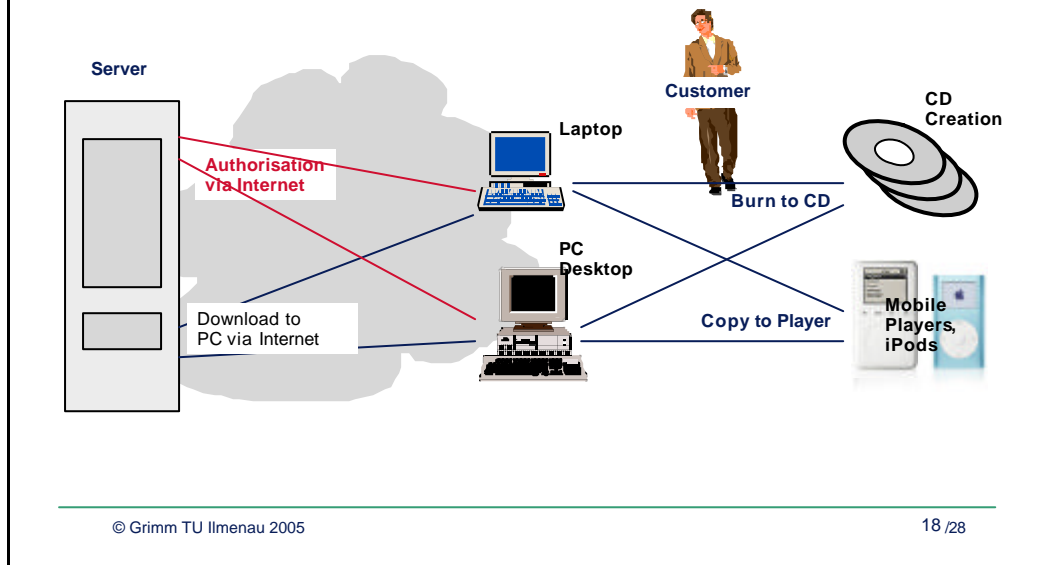 Server
Customer
CD
Creation
Laptop
Authorisation
via Internet
Burn to CD
PC
Desktop
Download to
PC via Internet
Copy to Player
Mobile
Players,
iPods
© Grimm TU Ilmenau 2005
18 /28